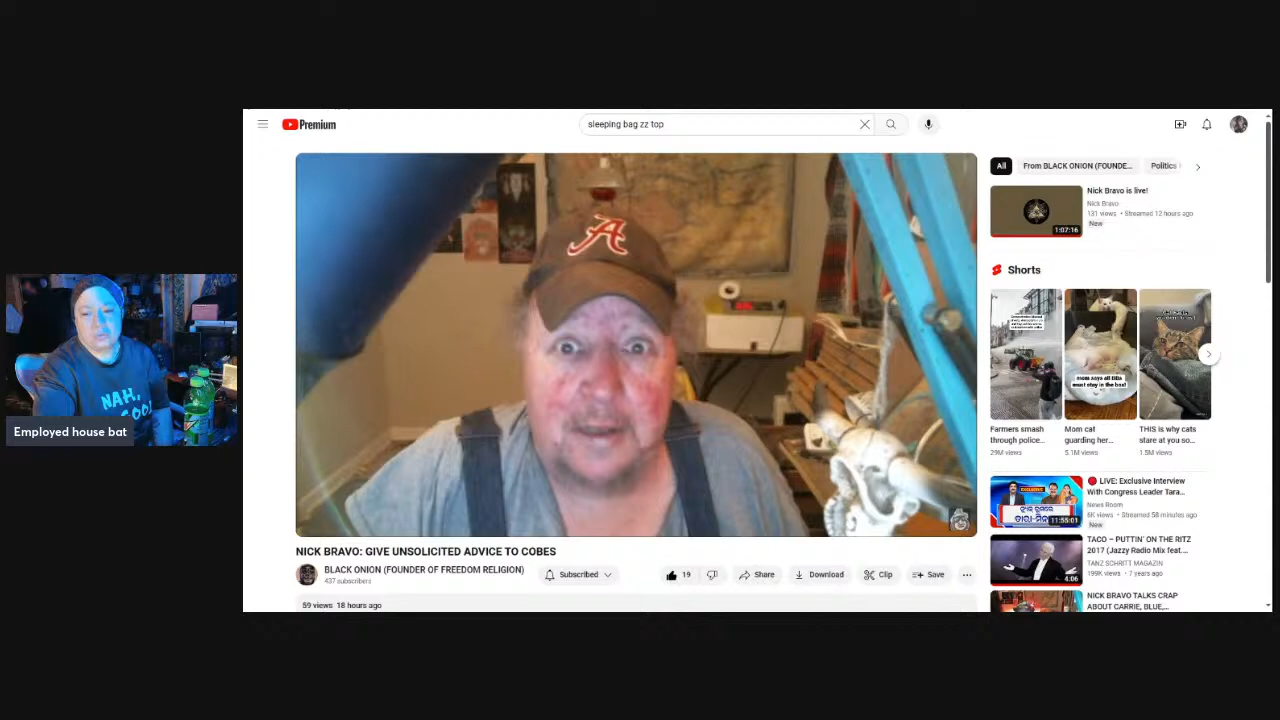 Premium
sleeping bag zz top
All
From BLACK ONION (FOUNDE...
Politics
Nick Bravo is live!
Nick Bravo
131 views • Streamed 12 hours ago
New
1:07:16
Shorts
A
NAH,
Employed house bat
Farmers smash
through police...
29M views
Mom cat
guarding her...
5.1M views
THIS is why cats
stare at you so...
1.5M views
🔴 LIVE: Exclusive Interview
With Congress Leader Tara...
News Room
6K views • Streamed 58 minutes ago
New
11:55:01
TACO – PUTTIN' ON THE RITZ
2017 (Jazzy Radio Mix feat....
TANZ SCHRITT MAGAZIN
199K views • 7 years ago
4:06
NICK BRAVO TALKS CRAP
ABOUT CARRIE, BLUE,...
NICK BRAVO: GIVE UNSOLICITED ADVICE TO COBES
BLACK ONION (FOUNDER OF FREEDOM RELIGION)
437 subscribers
Subscribed
19
Share
Download
Clip
Save
59 views 18 hours ago